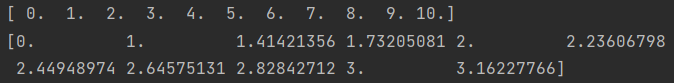 [ 0.  1.  2.  3.  4.  5.  6.  7.  8.  9. 10.]
[0.         1.         1.41421356 1.73205081 2.         2.23606798
 2.44948974 2.64575131 2.82842712 3.         3.16227766]